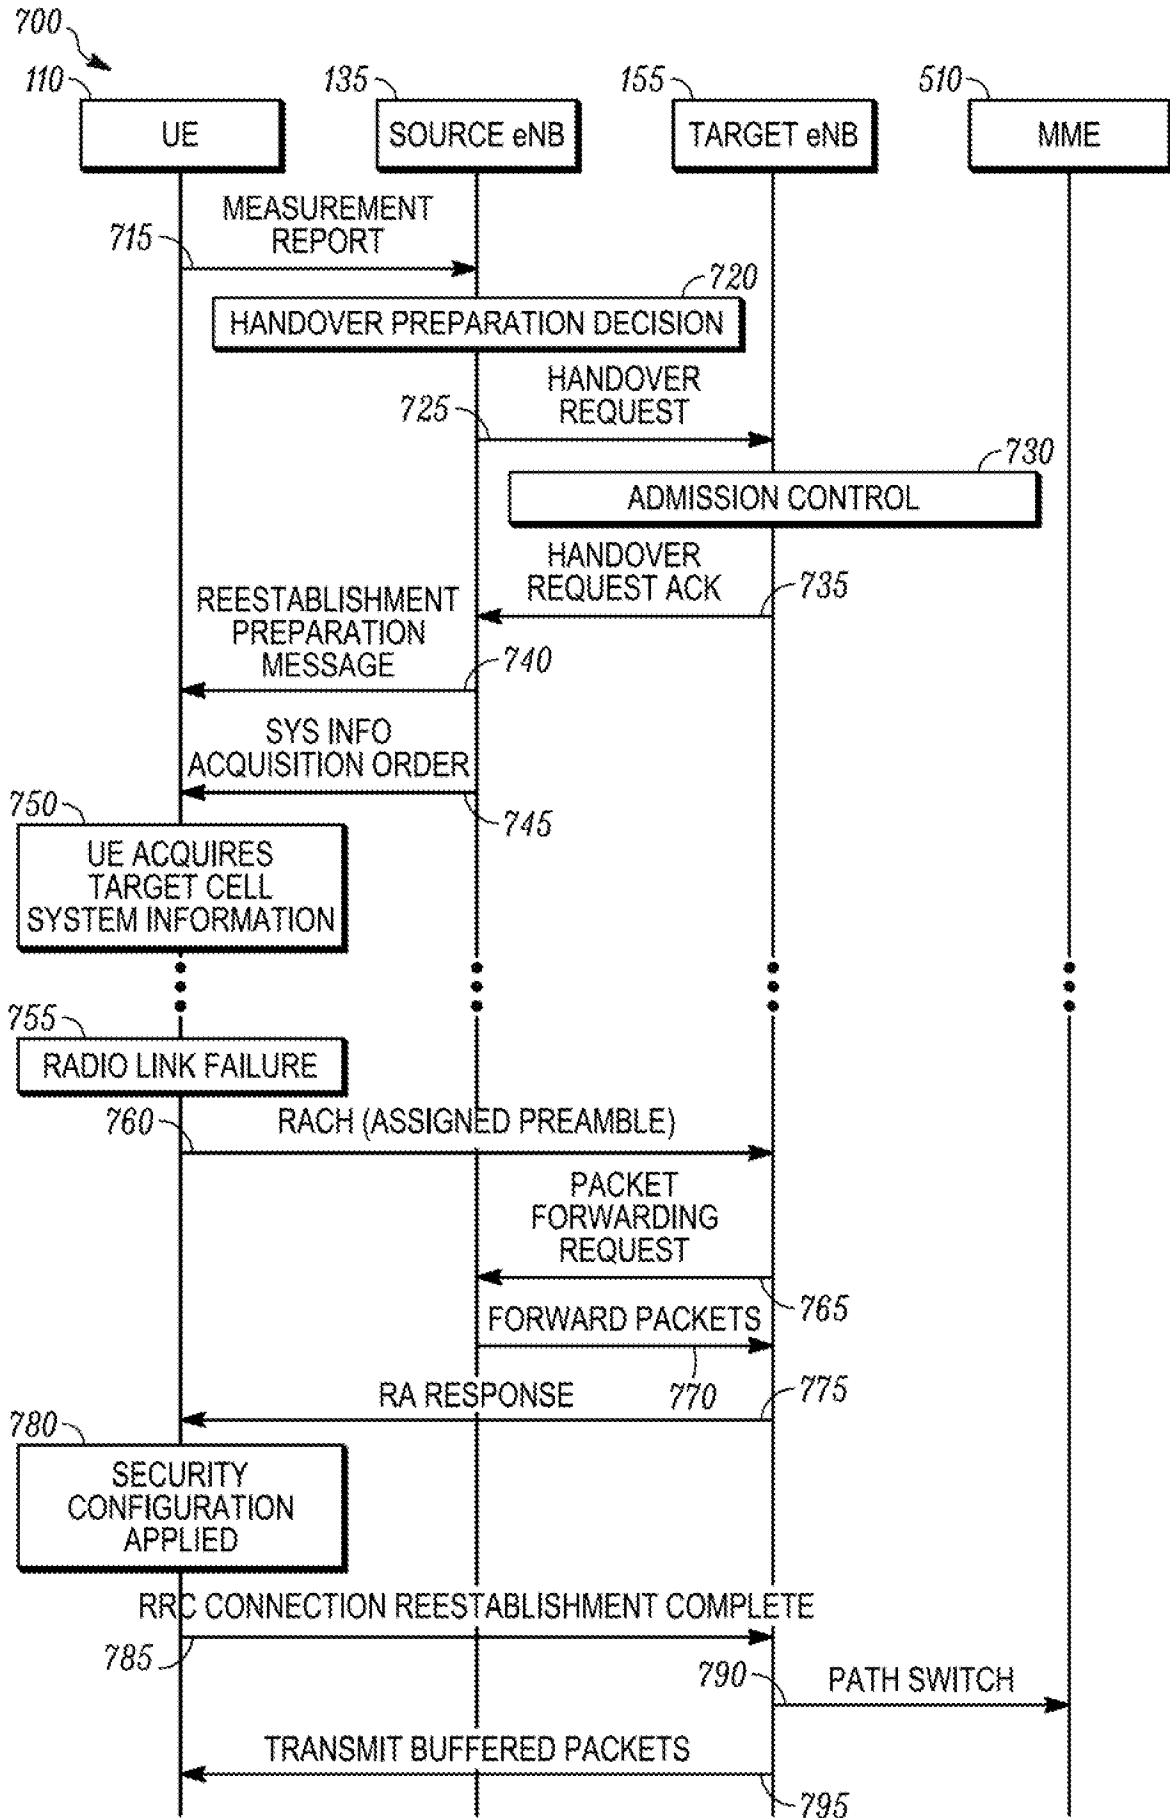 700
110
135
155
510
UE
SOURCE eNB
TARGET eNB
MME
MEASUREMENT
REPORT
715
720
HANDOVER PREPARATION DECISION
HANDOVER
REQUEST
725
730
ADMISSION CONTROL
HANDOVER
REQUEST ACK
735
REESTABLISHMENT
PREPARATION
MESSAGE
740
SYS INFO
ACQUISITION ORDER
745
750
UE ACQUIRES
TARGET CELL
SYSTEM INFORMATION
755
RADIO LINK FAILURE
760
RACH (ASSIGNED PREAMBLE)
PACKET
FORWARDING
REQUEST
765
FORWARD PACKETS
770
RA RESPONSE
775
780
SECURITY
CONFIGURATION
APPLIED
RRC CONNECTION REESTABLISHMENT COMPLETE
785
790
PATH SWITCH
TRANSMIT BUFFERED PACKETS
795